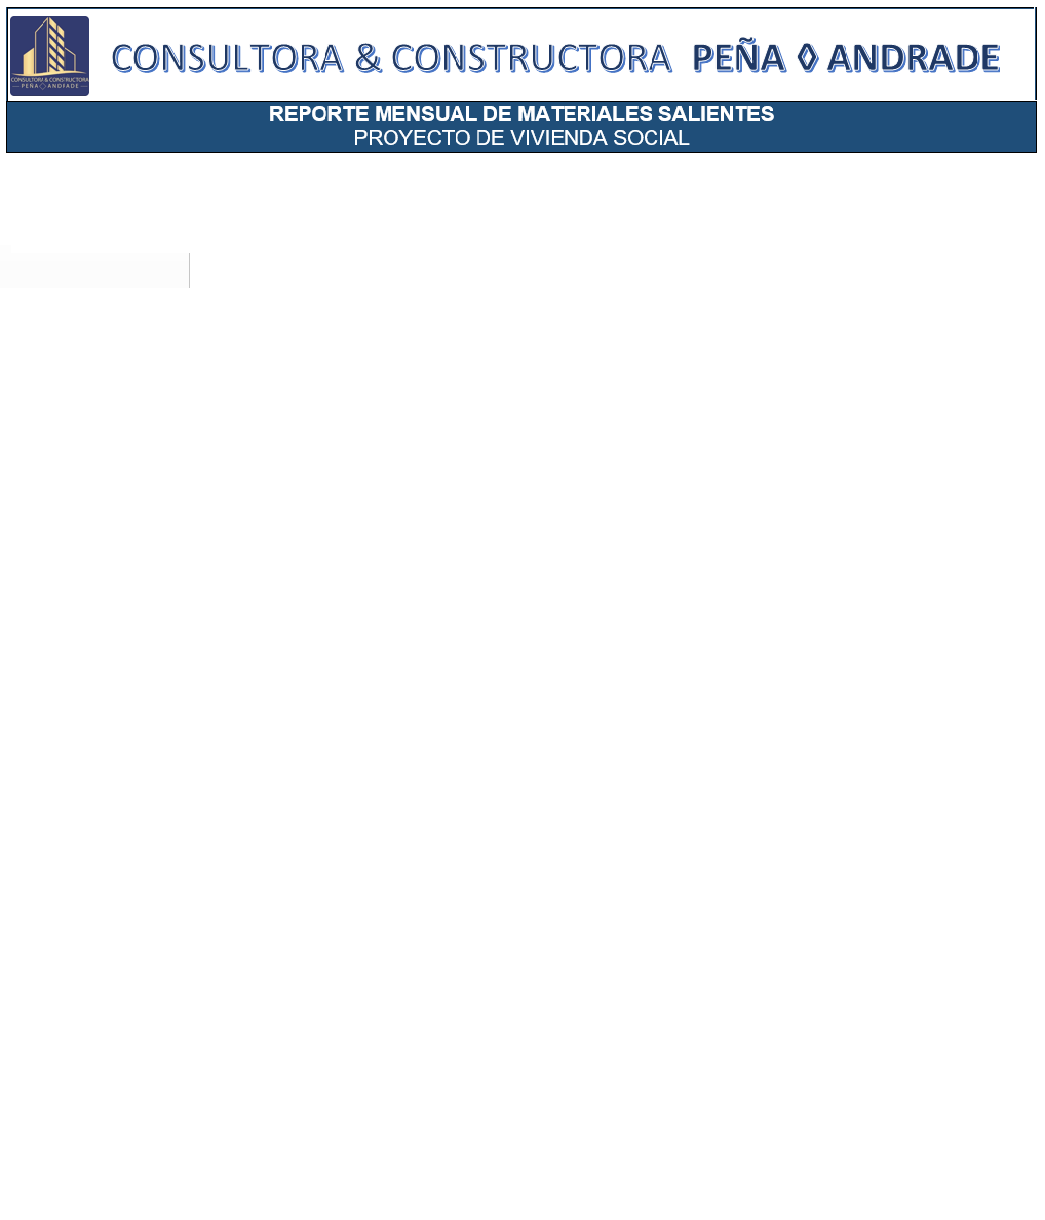 CONSULTORA & CONSTRUCTORA PEÑA ◊ ANDRADE
CONSULTORA & CONSTRUCTORA
PEÑA ◊ ANDRADE
REPORTE MENSUAL DE MATERIALES SALIENTES
PROYECTO DE VIVIENDA SOCIAL